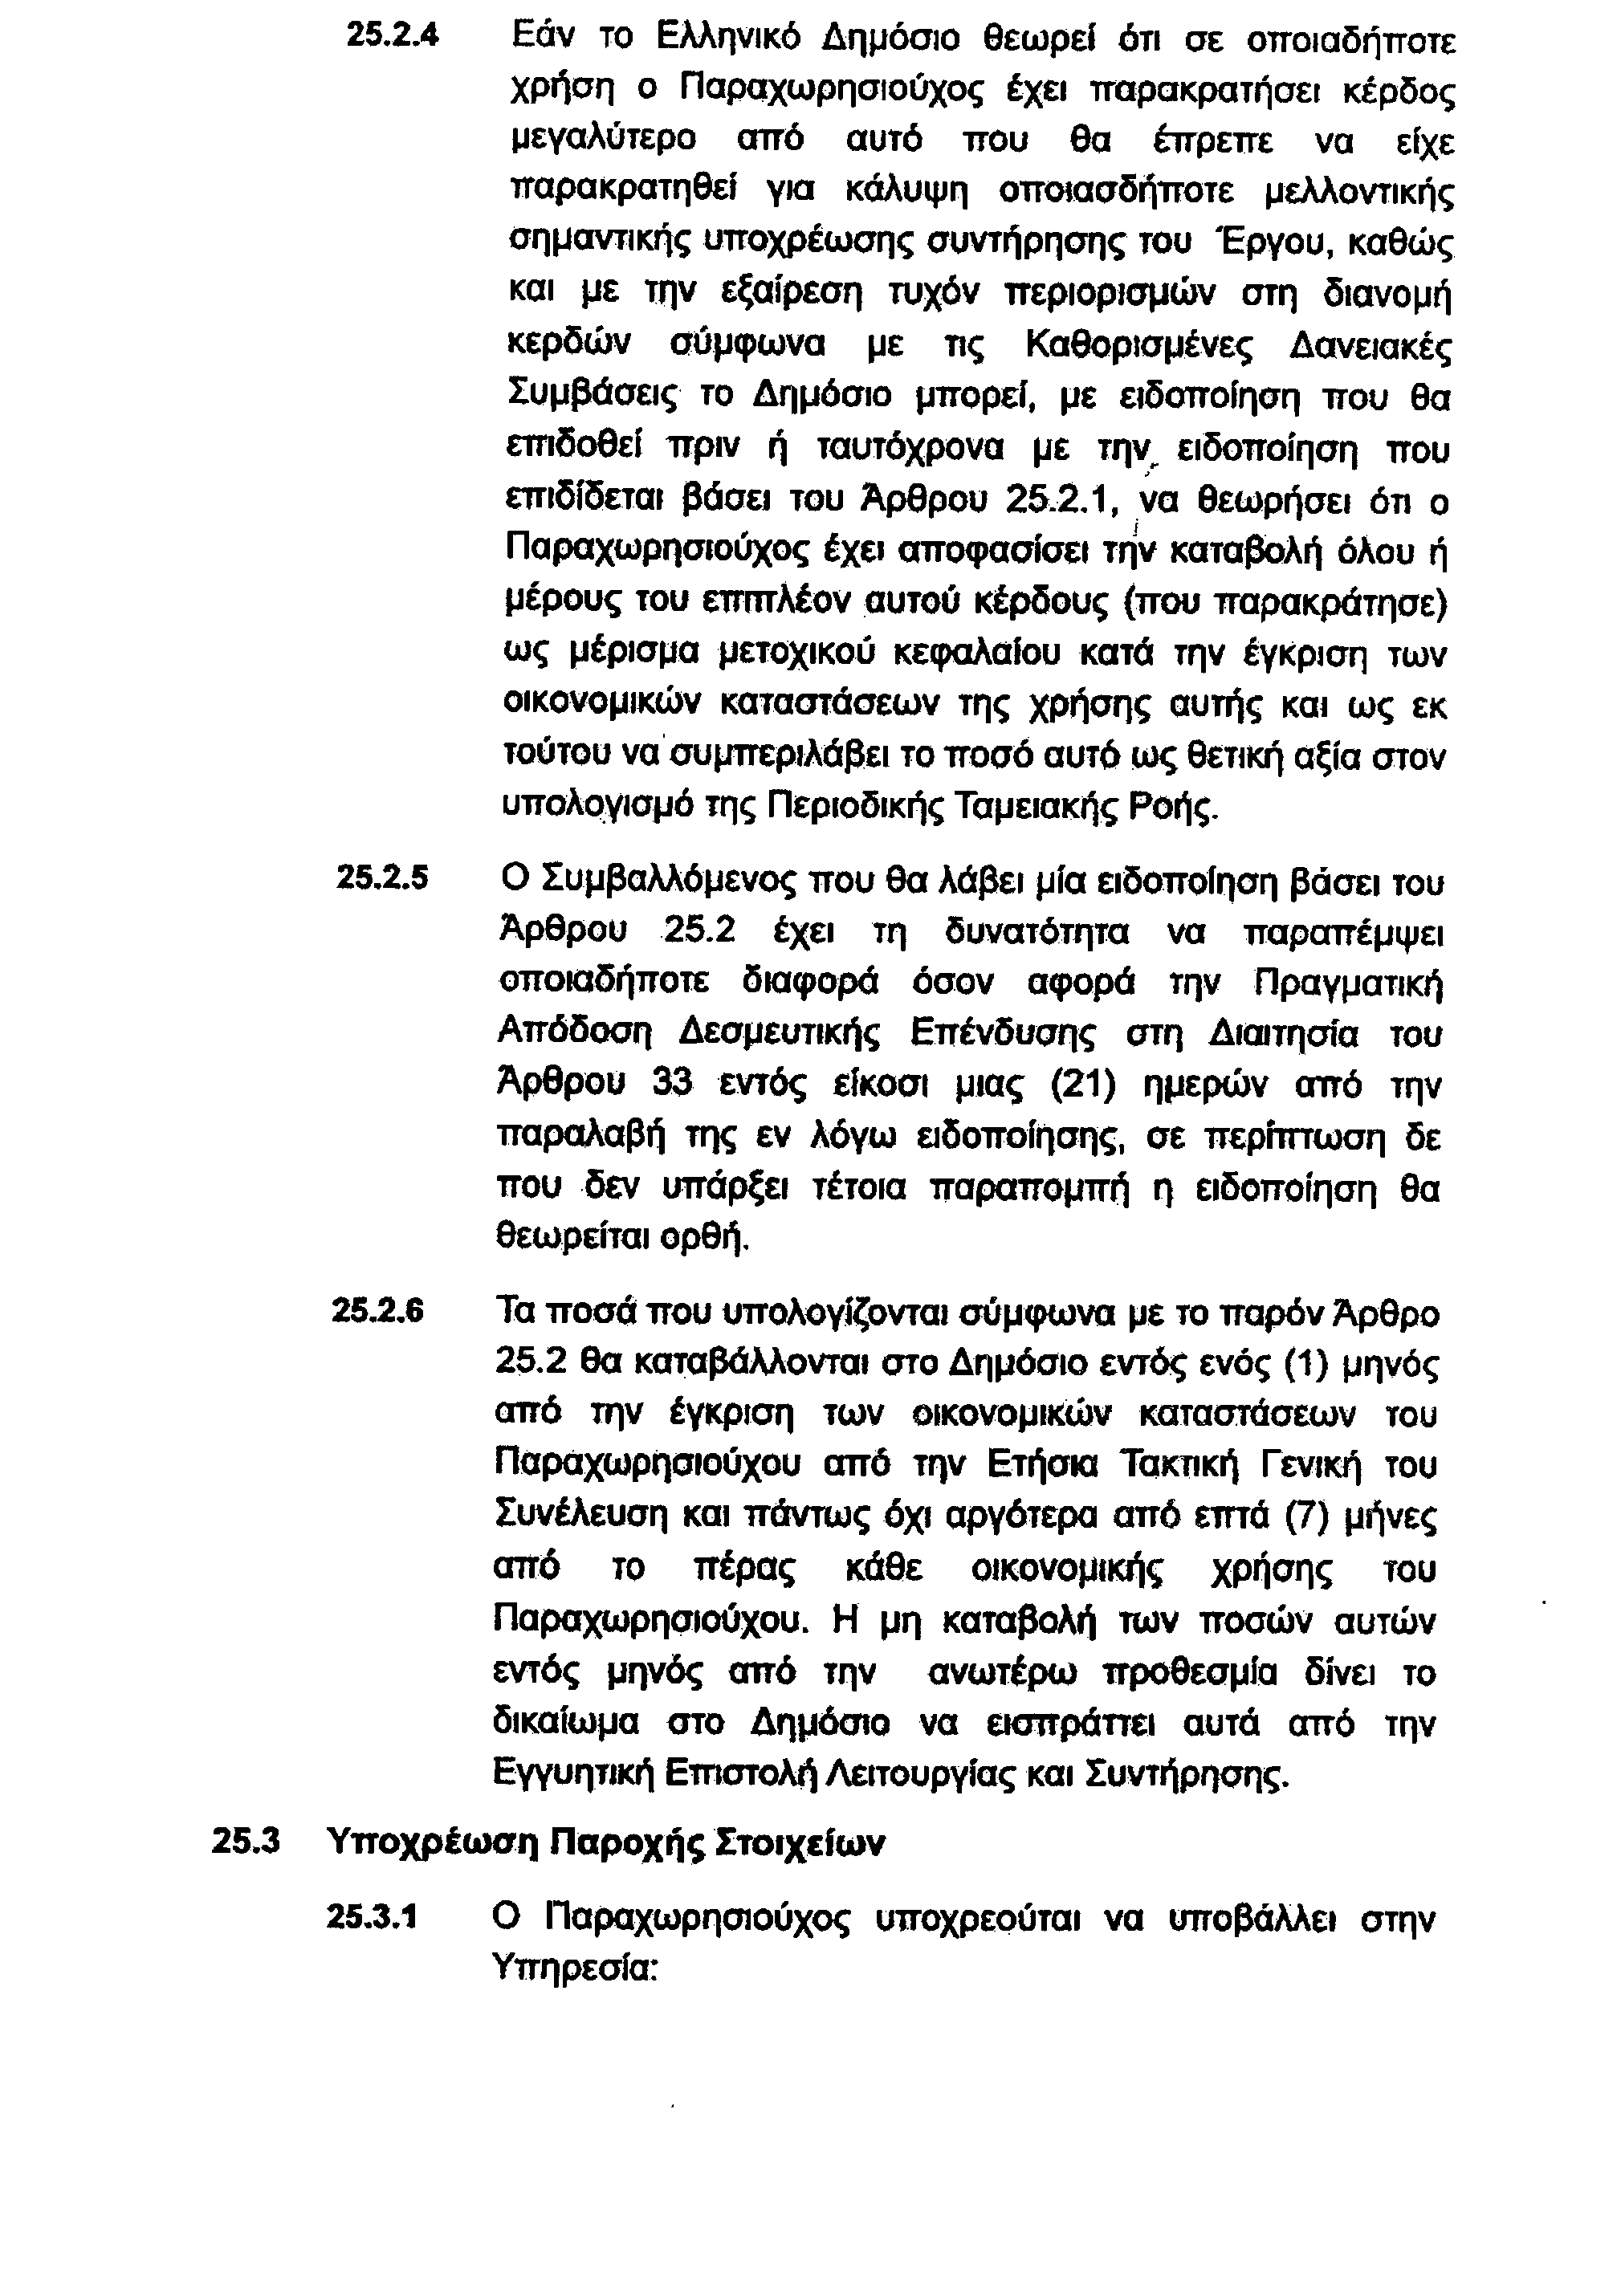 25.2.4 Εάν το Ελληνικό Δημόσιο θεωρεί ότι σε οποιαδήποτε
χρήση ο Παραχωρησιούχος έχει παρακρατήσει κέρδος
μεγαλύτερο από αυτό που θα έπρεπε να είχε
παρακρατηθεί για κάλυψη οποιασδήποτε μελλοντικής
σημαντικής υποχρέωσης συντήρησης του Έργου, καθώς
και με την εξαίρεση τυχόν περιορισμών στη διανομή
κερδών σύμφωνα με τις Καθορισμένες Δανειακές
Συμβάσεις το Δημόσιο μπορεί, με ειδοποίηση που θα
επιδοθεί πριν ή ταυτόχρονα με την ειδοποίηση που
επιδίδεται βάσει του Άρθρου 25.2.1, να θεωρήσει ότι ο
Παραχωρησιούχος έχει αποφασίσει την καταβολή όλου ή
μέρους του επιπλέον αυτού κέρδους (που παρακράτησε)
ως μέρισμα μετοχικού κεφαλαίου κατά την έγκριση των
οικονομικών καταστάσεων της χρήσης αυτής και ως εκ
τούτου να συμπεριλάβει το ποσό αυτό ως θετική αξία στον
υπολογισμό της Περιοδικής Ταμειακής Ροής.
25.2.5 Ο Συμβαλλόμενος που θα λάβει μία ειδοποίηση βάσει του
Άρθρου 25.2 έχει τη δυνατότητα να παραπέμψει
οποιαδήποτε διαφορά όσον αφορά την Πραγματική
Απόδοση Δεσμευτικής Επένδυσης στη Διαιτησία του
Άρθρου 33 εντός είκοσι μιας (21) ημερών από την
παραλαβή της εν λόγω ειδοποίησης, σε περίπτωση δε
που δεν υπάρξει τέτοια παραπομπή η ειδοποίηση θα
θεωρείται ορθή.
25.2.6 Τα ποσά που υπολογίζονται σύμφωνα με το παρόν Άρθρο
25.2 θα καταβάλλονται στο Δημόσιο εντός ενός (1) μηνός
από την έγκριση των οικονομικών καταστάσεων του
Παραχωρησιούχου από την Ετήσια Τακτική Γενική του
Συνέλευση και πάντως όχι αργότερα από επτά (7) μήνες
από το πέρας κάθε οικονομικής χρήσης του
Παραχωρησιούχου. Η μη καταβολή των ποσών αυτών
εντός μηνός από την ανωτέρω προθεσμία δίνει το
δικαίωμα στο Δημόσιο να εισπράττει αυτά από την
Εγγυητική Επιστολή Λειτουργίας και Συντήρησης.
25.3 Υποχρέωση Παροχής Στοιχείων
25.3.1 Ο Παραχωρησιούχος υποχρεούται να υποβάλλει στην
Υπηρεσία: